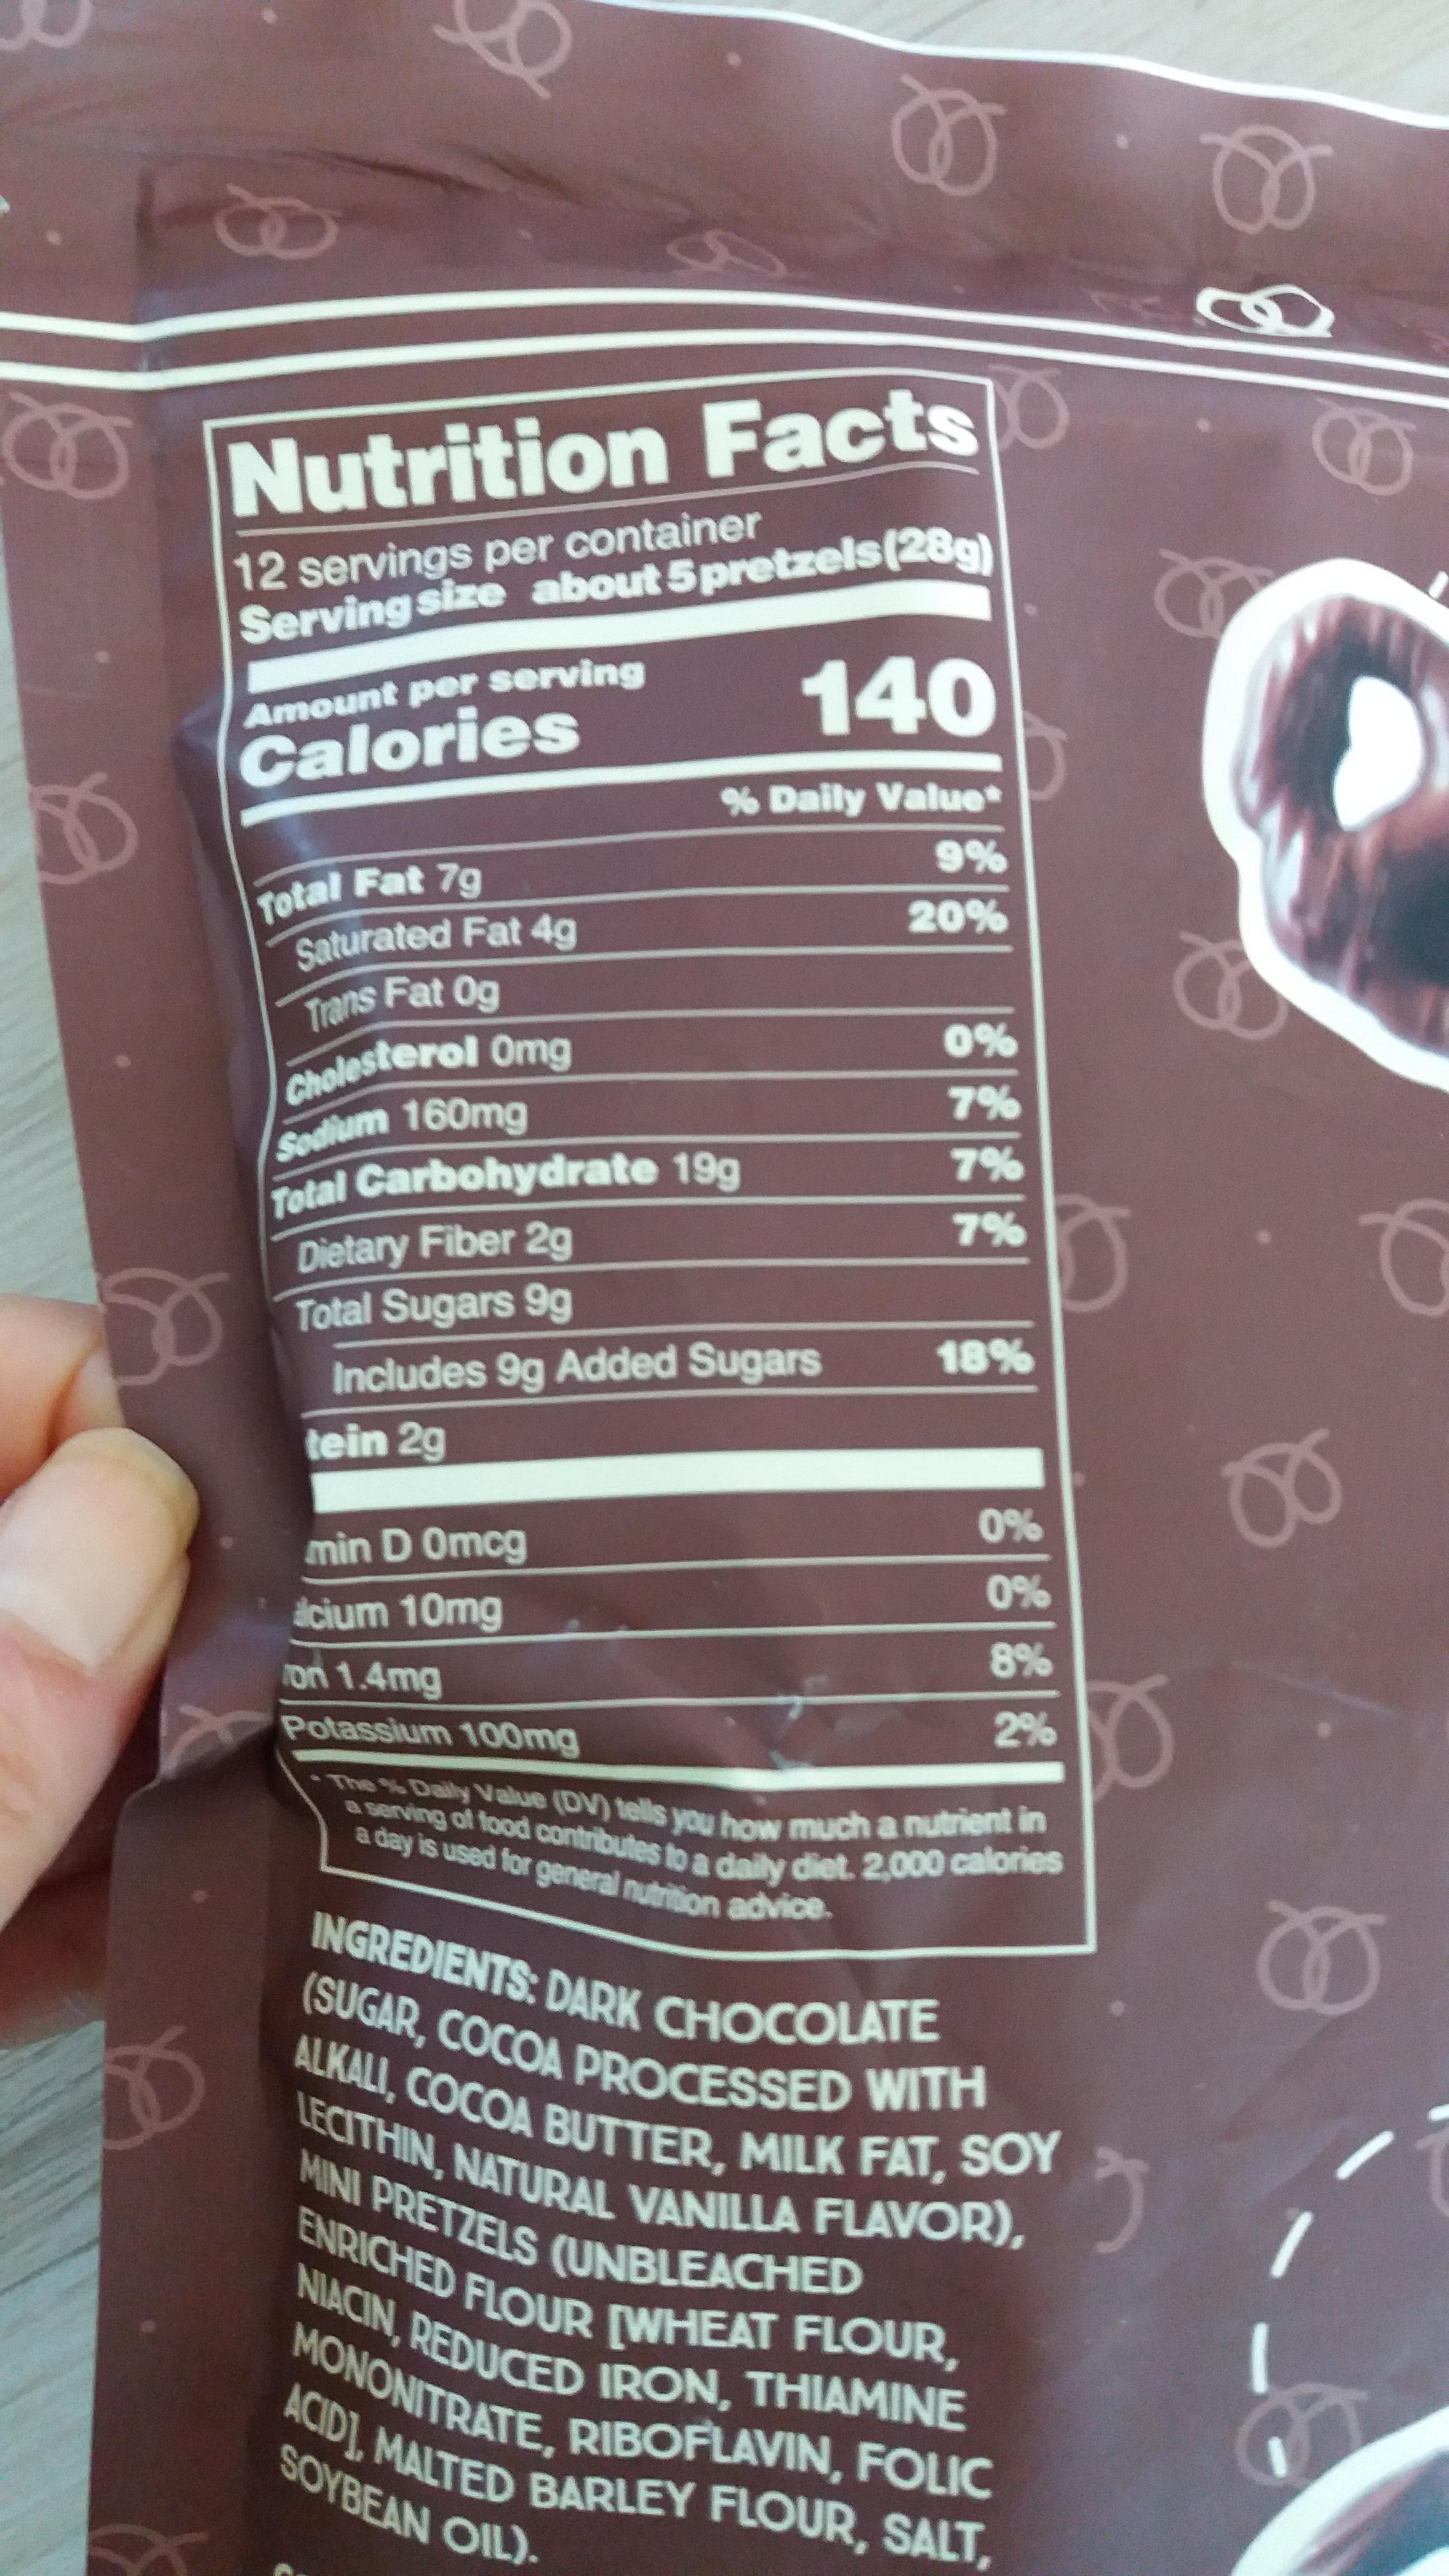 Nutrition Facts
12 servings per container
Serving size about 5 pretzels (28g)
Amount per serving
Calories 140
% Daily Value*
Total Fat 7g 9%
Saturated Fat 4g 20%
Trans Fat 0g
Cholesterol 0mg 0%
Sodium 160mg 7%
Total Carbohydrate 19g 7%
Dietary Fiber 2g 7%
Total Sugars 9g
Includes 9g Added Sugars 18%
tein 2g
min D 0mcg 0%
alcium 10mg 0%
ron 1.4mg 8%
Potassium 100mg 2%
* The % Daily Value (DV) tells you how much a nutrient in
a serving of food contributes to a daily diet. 2,000 calories
a day is used for general nutrition advice.
INGREDIENTS: DARK CHOCOLATE
(SUGAR, COCOA PROCESSED WITH
ALKALI, COCOA BUTTER, MILK FAT, SOY
LECITHIN, NATURAL VANILLA FLAVOR),
MINI PRETZELS (UNBLEACHED
ENRICHED FLOUR [WHEAT FLOUR,
NIACIN, REDUCED IRON, THIAMINE
MONONITRATE, RIBOFLAVIN, FOLIC
ACID], MALTED BARLEY FLOUR, SALT,
SOYBEAN OIL).